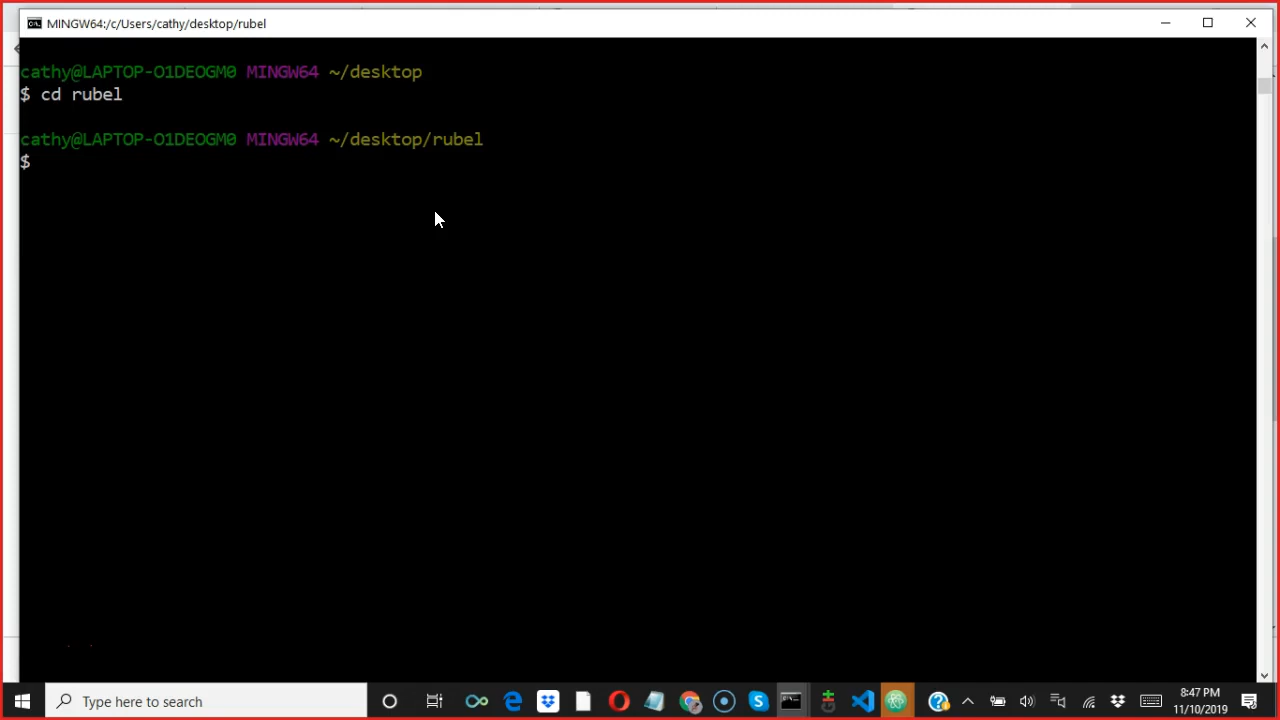 MINGW64:/c/Users/cathy/desktop/rubel
cathy@LAPTOP-O1DEOGM0 MINGW64 ~/desktop
$ cd rubel
cathy@LAPTOP-O1DEOGM0 MINGW64 ~/desktop/rubel
$
Type here to search
8:47 PM
11/10/2019